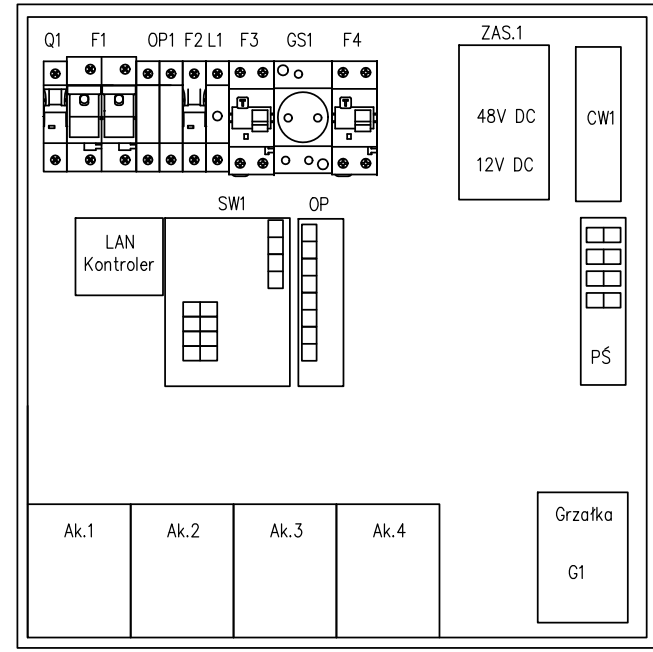 Q1 F1 OP1 F2 L1 F3 GS1 F4
ZAS.1
48V DC
12V DC
CW1
SW1
OP
LAN
Kontroler
PŚ
Ak.1
Ak.2
Ak.3
Ak.4
Grzałka
G1